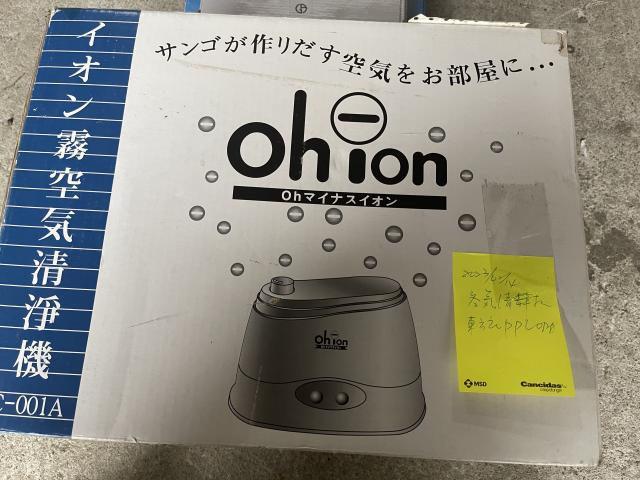 サンゴが作りだす空気をお部屋に・・・
イオン霧空気清浄機
C-001A
Oh ion
Ohマイナスイオン
Oh ion
MSD
Cancidas